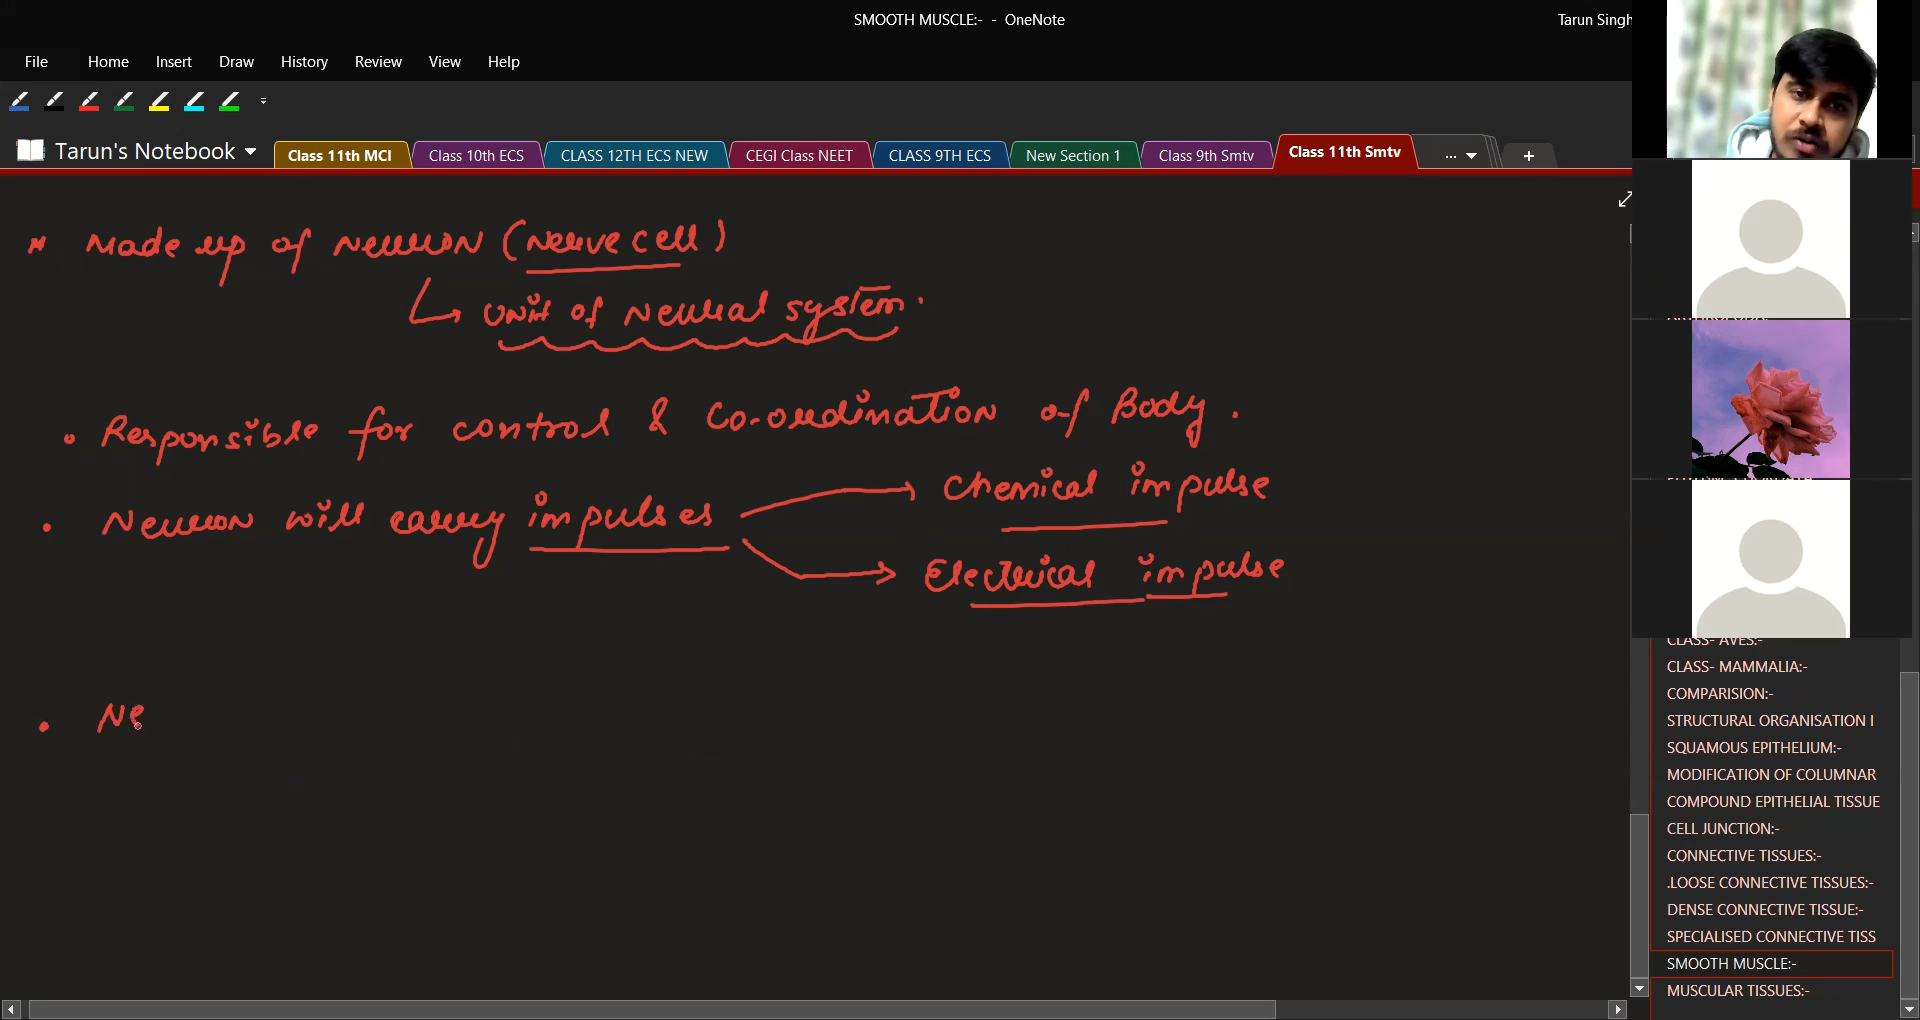 SMOOTH MUSCLE:- - OneNote
Tarun Singh
File Home Insert Draw History Review View Help
Tarun's Notebook
Class 11th MCI
Class 10th ECS
CLASS 12TH ECS NEW
CEGI Class NEET
CLASS 9TH ECS
New Section 1
Class 9th Smtv
Class 11th Smtv
...
+
* Made up of Neuron (Nerve cell)
↳ Unit of Neural system.
• Responsible for control & Co-ordination of Body.
• Neuron will carry impulses → Chemical impulse
→ Electrical impulse
• Ne
CLASS- AVES:-
CLASS- MAMMALIA:-
COMPARISION:-
STRUCTURAL ORGANISATION I
SQUAMOUS EPITHELIUM:-
MODIFICATION OF COLUMNAR
COMPOUND EPITHELIAL TISSUE
CELL JUNCTION:-
CONNECTIVE TISSUES:-
.LOOSE CONNECTIVE TISSUES:-
DENSE CONNECTIVE TISSUE:-
SPECIALISED CONNECTIVE TISS
SMOOTH MUSCLE:-
MUSCULAR TISSUES:-